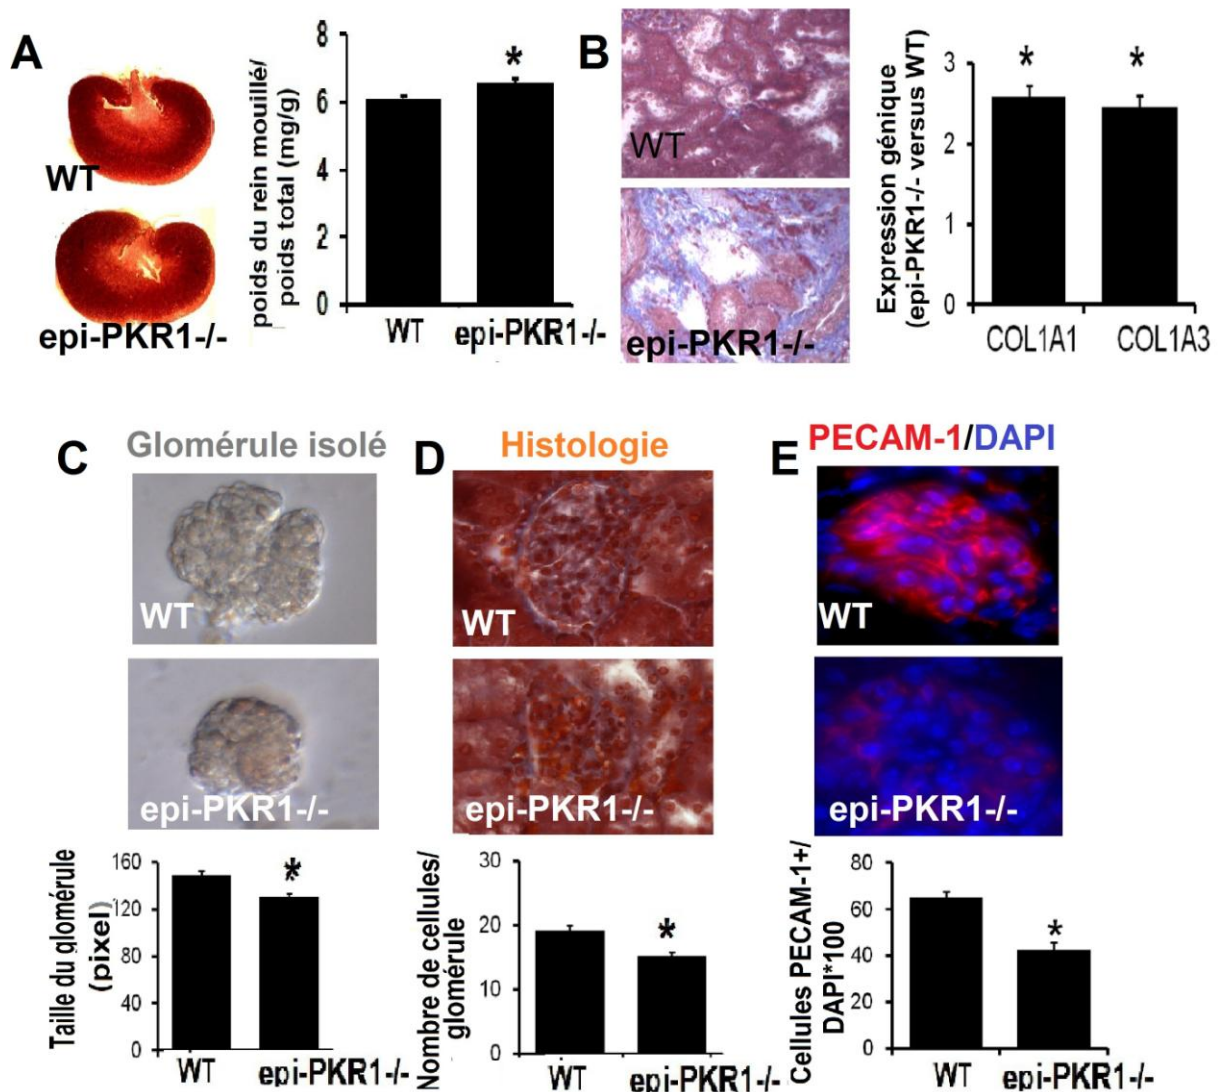 A
WT
epi-PKR1-/-
poids du rein mouillé/
poids total (mg/g)
8
6
4
2
0
*
WT
epi-PKR1-/-
B
WT
epi-PKR1-/-
Expression génique
(epi-PKR1-/- versus WT)
3
2
1
0
*
*
COL1A1
COL1A3
C
Glomérule isolé
WT
epi-PKR1-/-
Taille du glomérule
(pixel)
160
120
80
40
0
*
WT
epi-PKR1-/-
D
Histologie
WT
epi-PKR1-/-
Nombre de cellules/
glomérule
30
20
10
0
*
WT
epi-PKR1-/-
E
PECAM-1/DAPI
WT
epi-PKR1-/-
Cellules PECAM-1+/
DAPI*100
80
60
40
20
0
*
WT
epi-PKR1-/-